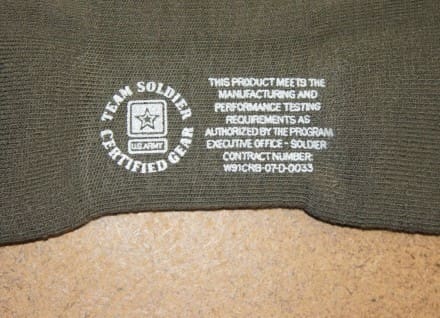 TEAM SOLDIER
U.S. ARMY
CERTIFIED GEAR
THIS PRODUCT MEETS THE
MANUFACTURING AND
PERFORMANCE TESTING
REQUIREMENTS AS
AUTHORIZED BY THE PROGRAM
EXECUTIVE OFFICE - SOLDIER
CONTRACT NUMBER:
W91CRB-07-D-0033